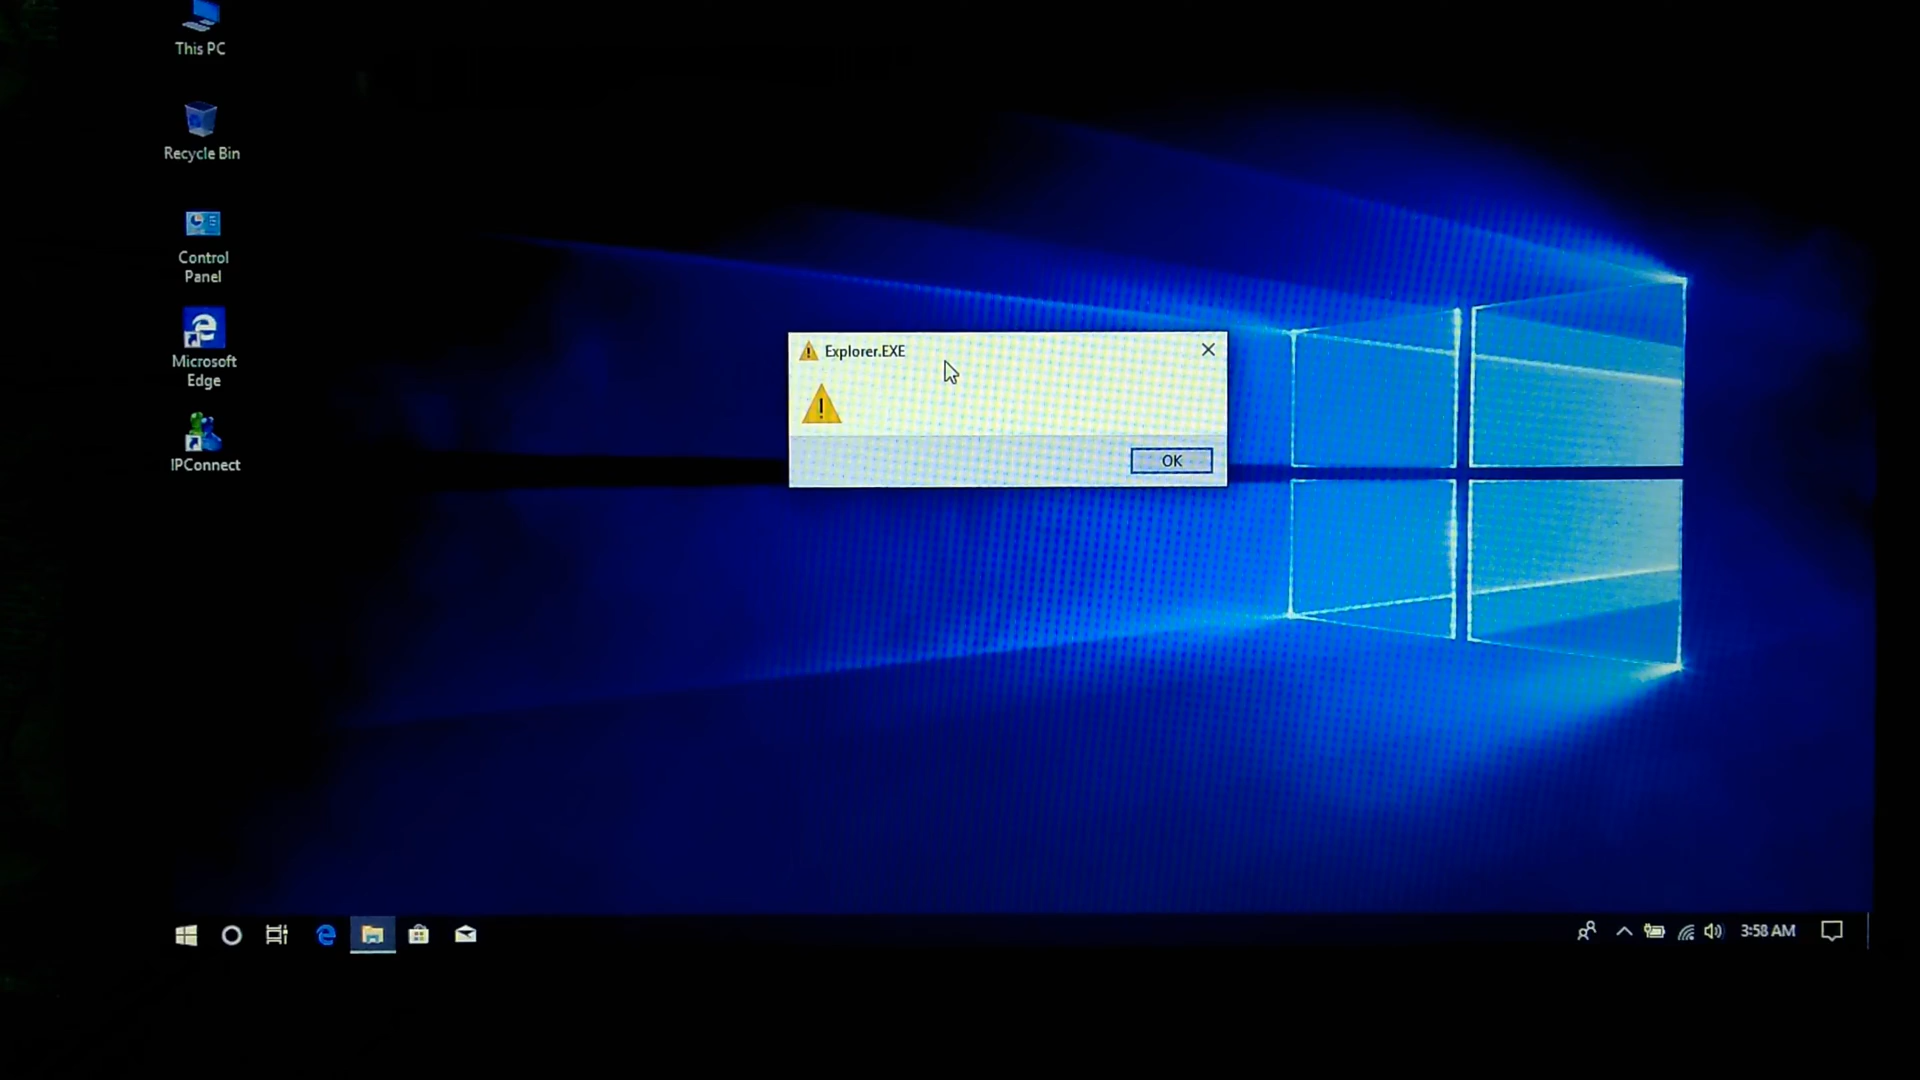 This PC
Recycle Bin
Control
Panel
Microsoft
Edge
IPConnect
Explorer.EXE
OK
3:58 AM